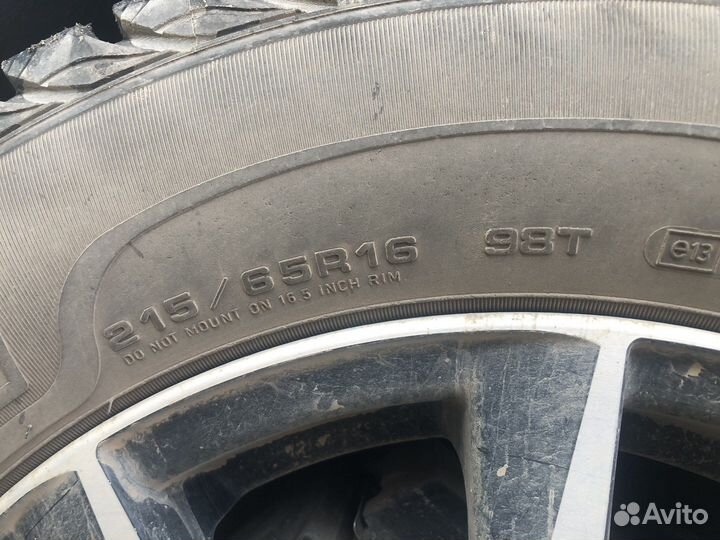 215/65R16 98T e13
DO NOT MOUNT ON 16.5 INCH RIM
Avito